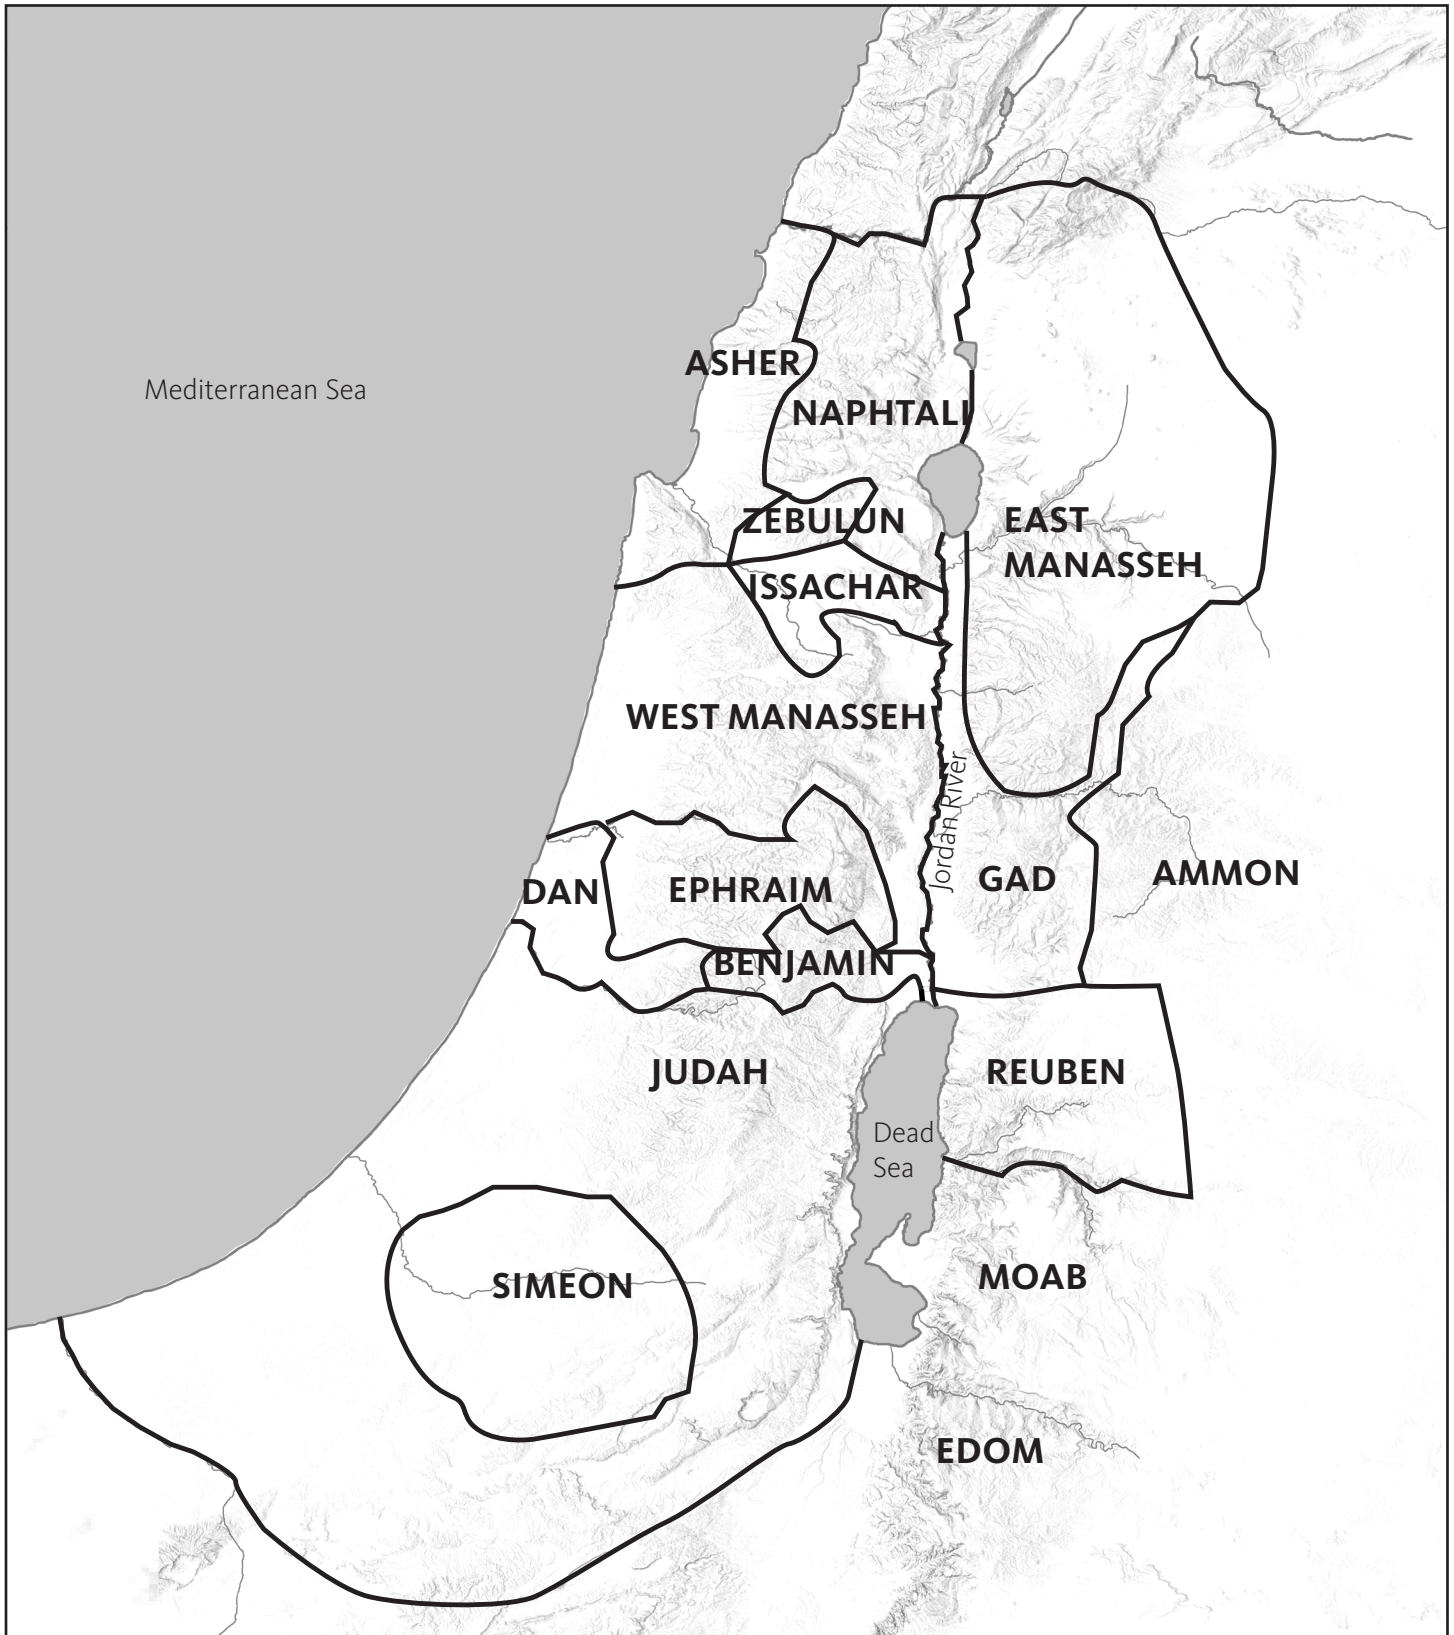 ASHER
Mediterranean Sea
NAPHTALI
ZEBULUN
EAST
MANASSEH
ISSACHAR
WEST MANASSEH
Jordan River
DAN
EPHRAIM
GAD
AMMON
BENJAMIN
JUDAH
REUBEN
Dead
Sea
SIMEON
MOAB
EDOM